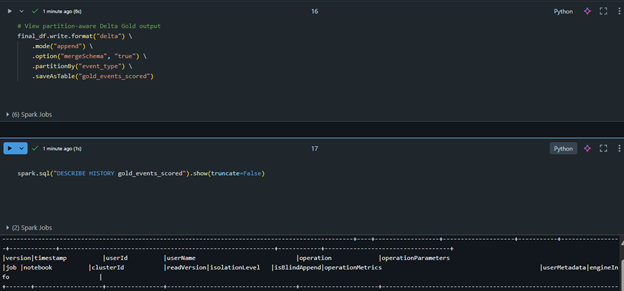 1 minute ago (6s)
16
Python
# View partition-aware Delta Gold output
final_df.write.format("delta") \
.mode("append") \
.option("mergeSchema", "true") \
.partitionBy("event_type") \
.saveAsTable("gold_events_scored")
(6) Spark Jobs
1 minute ago (1s)
17
Python
spark.sql("DESCRIBE HISTORY gold_events_scored").show(truncate=False)
(2) Spark Jobs
|version|timestamp |userId |userName |operation |operationParameters
|job |notebook |clusterId |readVersion|isolationLevel |isBlindAppend|operationMetrics |userMetadata|engineIn
fo |